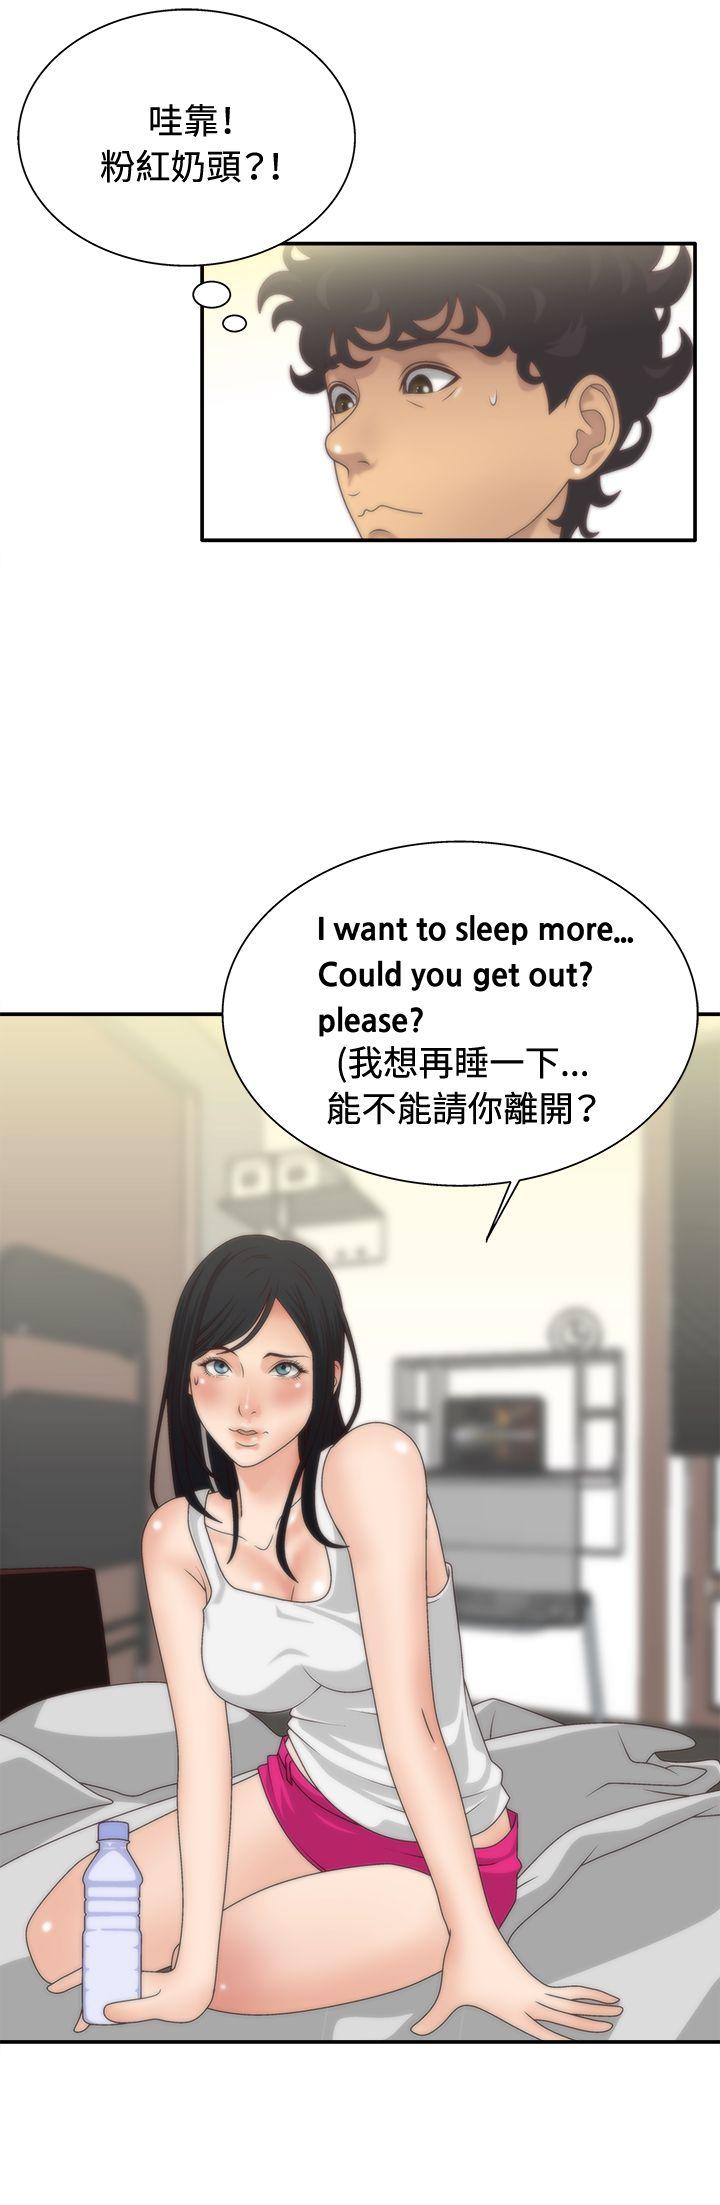 哇靠！
粉紅奶頭？！
I want to sleep more...
Could you get out?
please?
(我想再睡一下...
能不能請你離開？